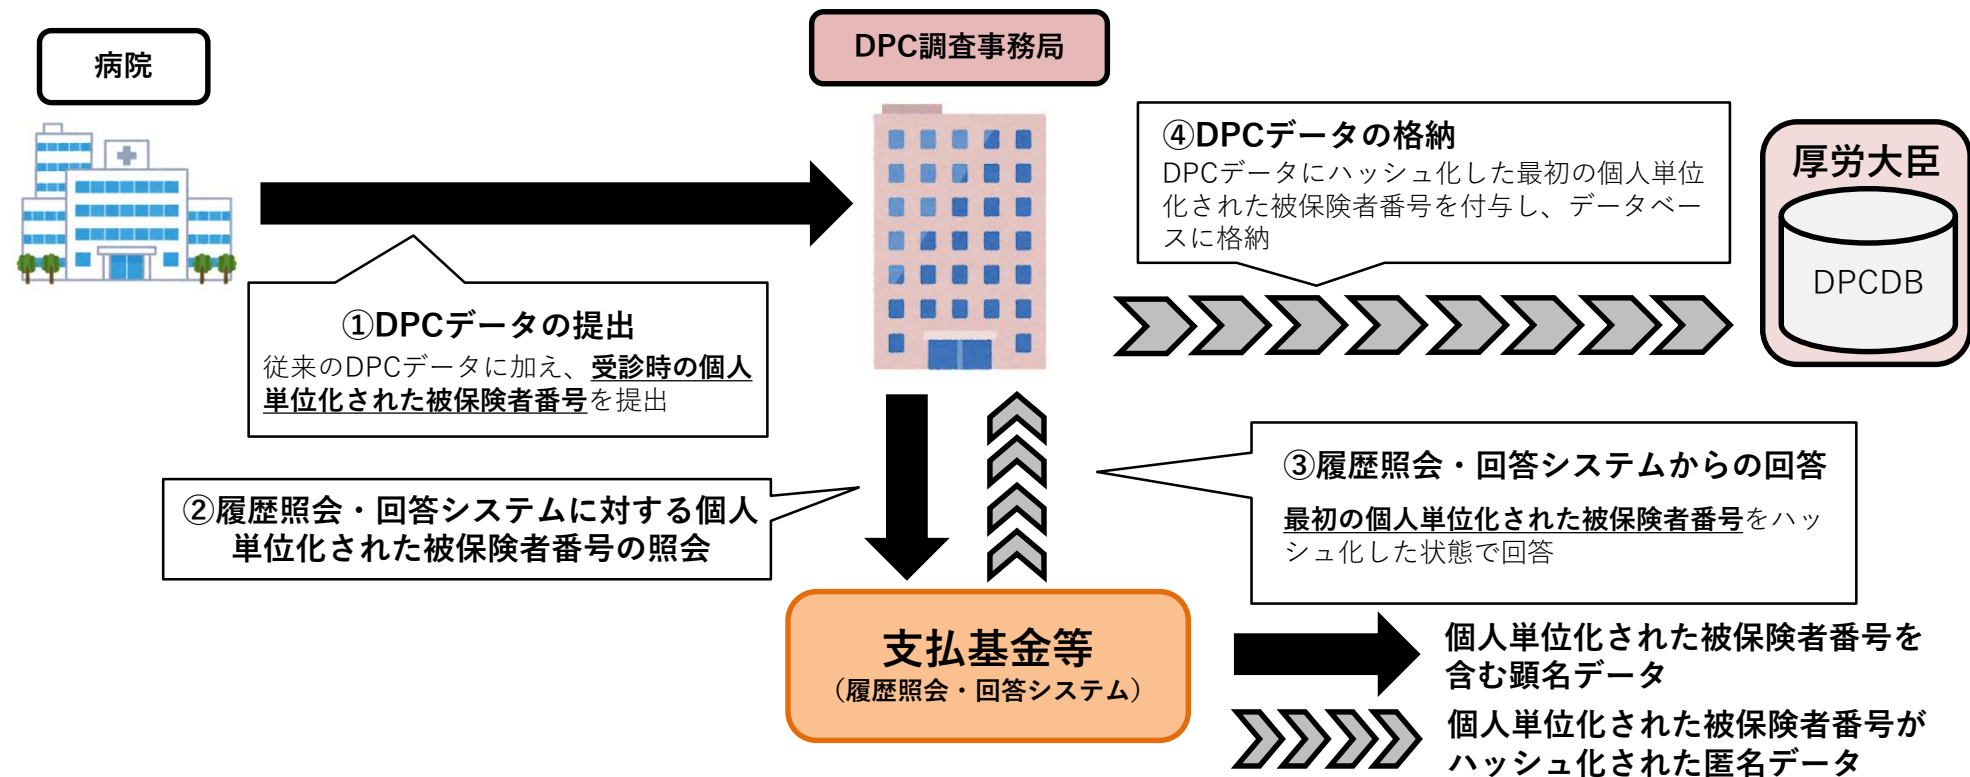 病院
DPC調査事務局
④DPCデータの格納
DPCデータにハッシュ化した最初の個人単位
化された被保険者番号を付与し、データベー
スに格納
厚労大臣
DPCDB
①DPCデータの提出
従来のDPCデータに加え、受診時の個人
単位化された被保険者番号を提出
②履歴照会・回答システムに対する個人
単位化された被保険者番号の照会
③履歴照会・回答システムからの回答
最初の個人単位化された被保険者番号をハッ
シュ化した状態で回答
支払基金等
（履歴照会・回答システム）
個人単位化された被保険者番号を
含む顕名データ
個人単位化された被保険者番号が
ハッシュ化された匿名データ